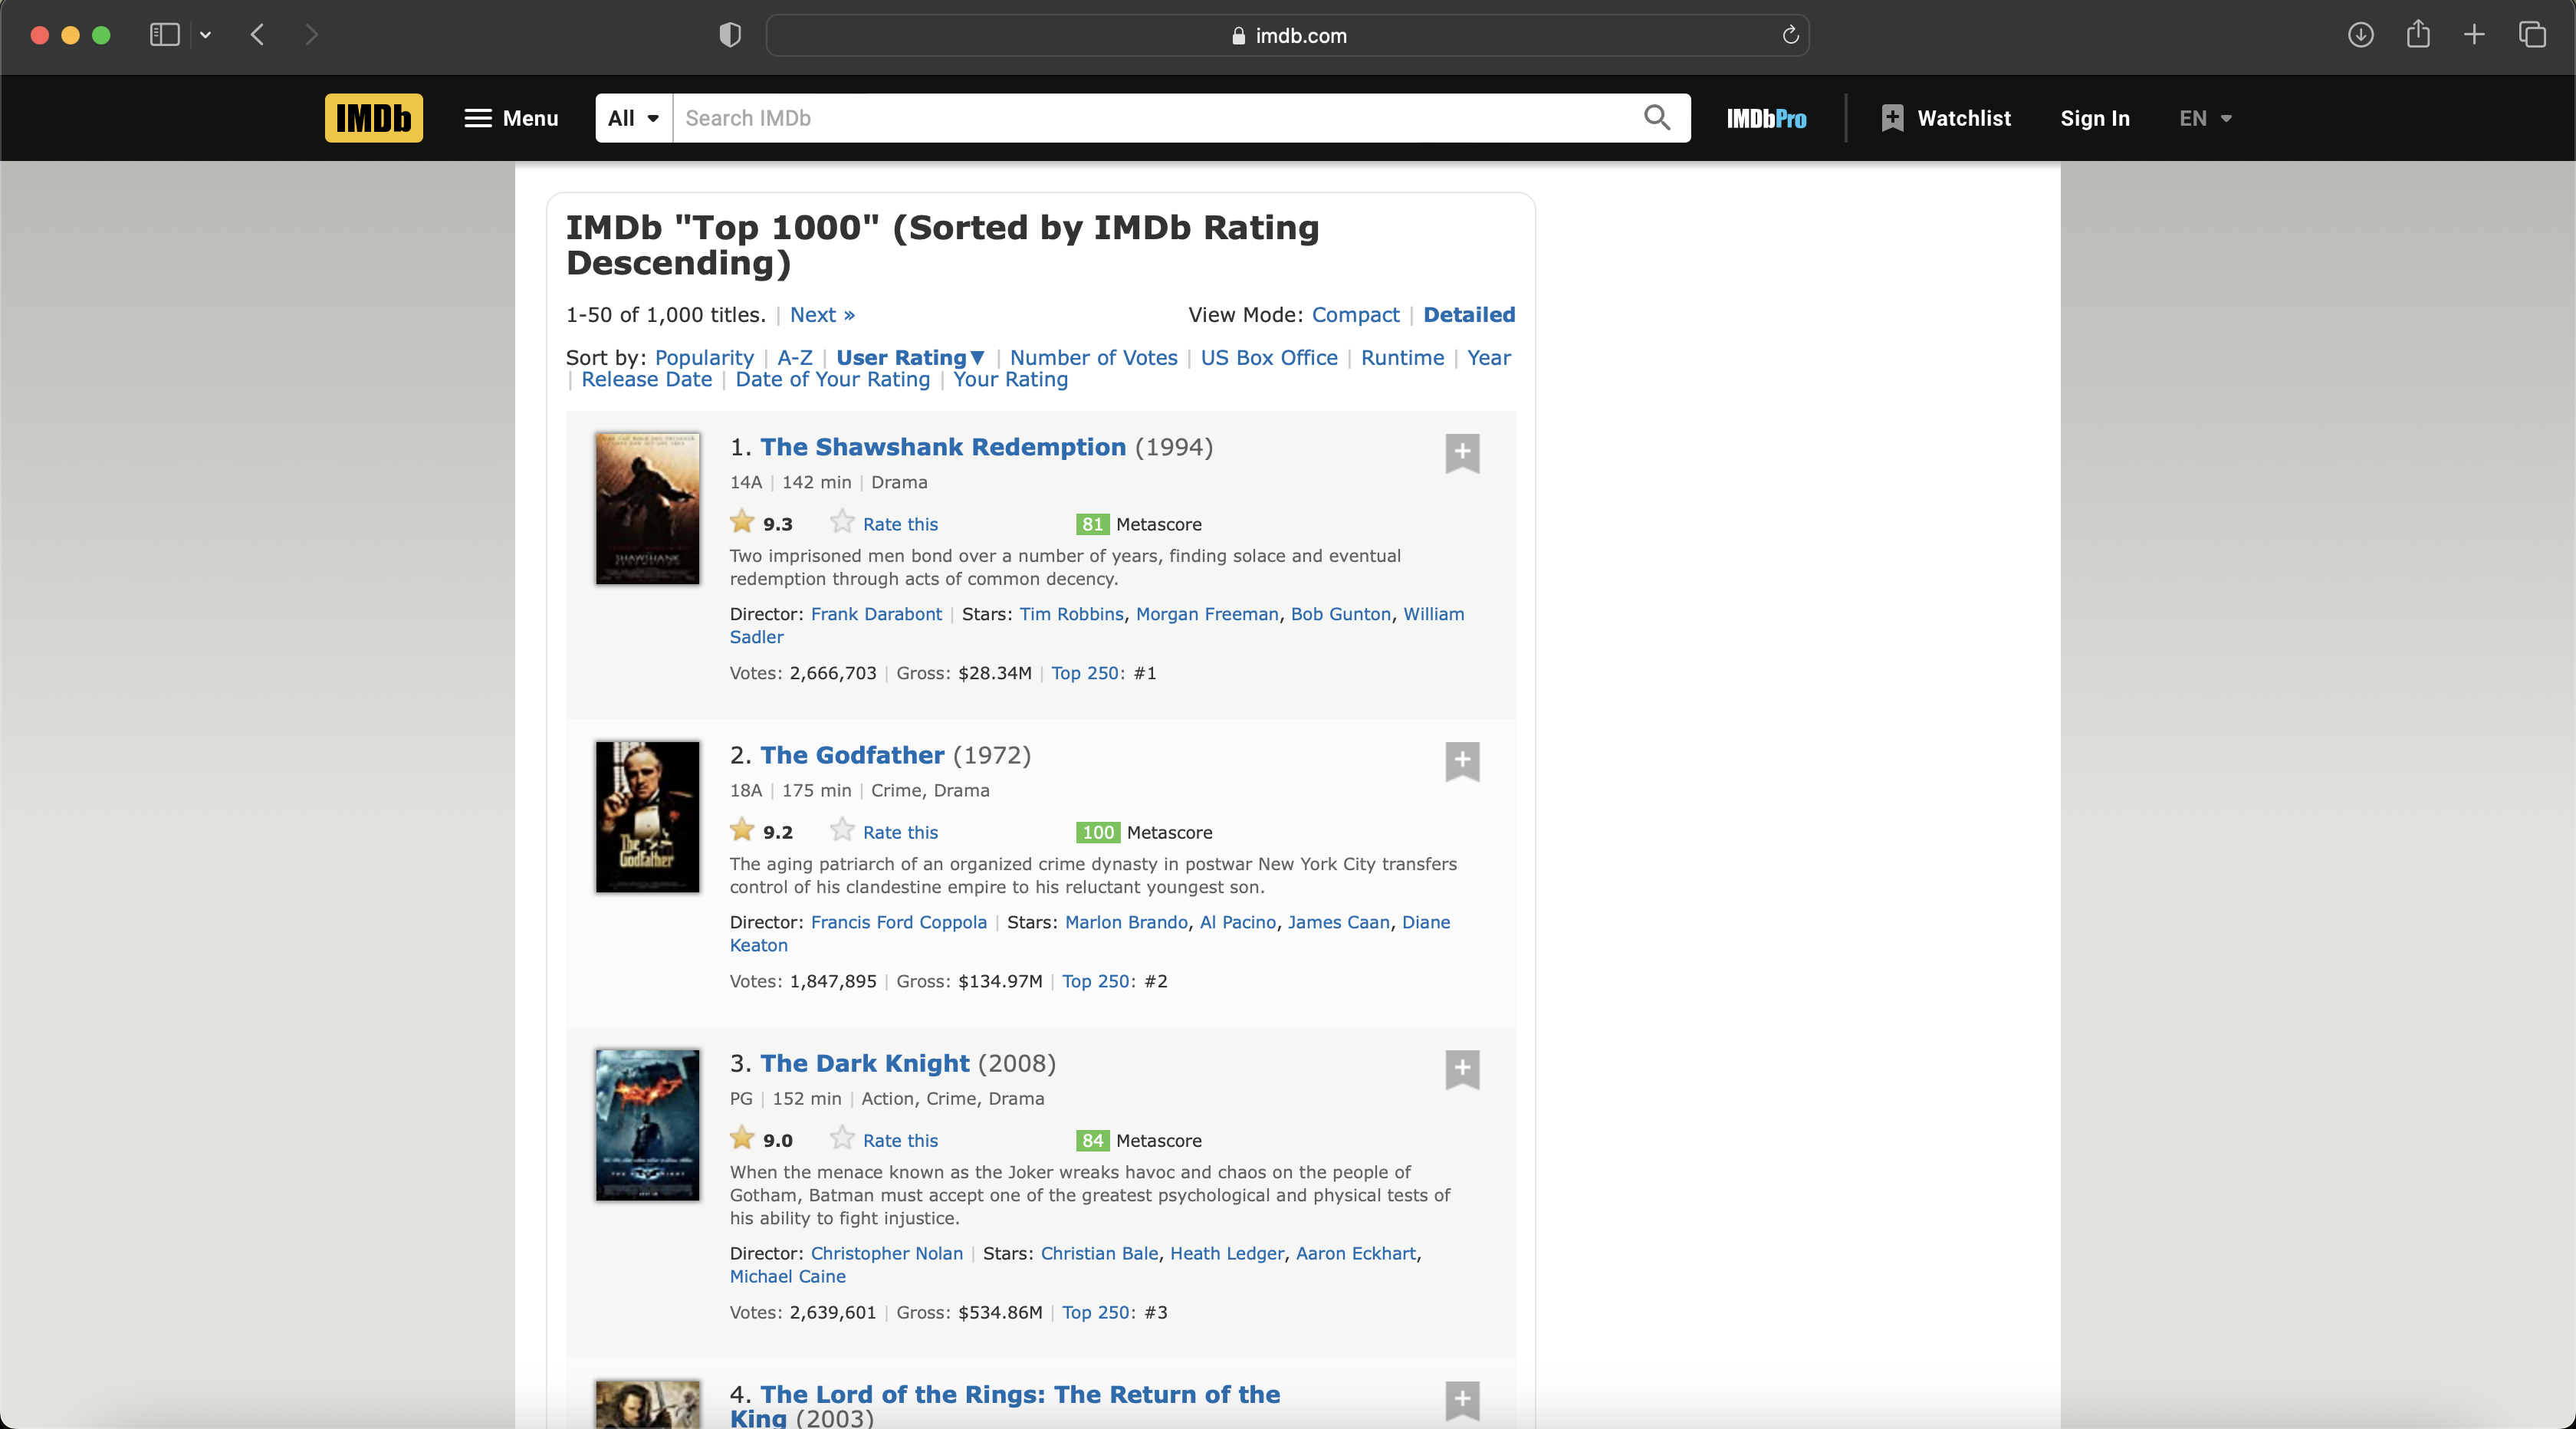 imdb.com
IMDb Menu All Search IMDb IMDbPro Watchlist Sign In EN
IMDb "Top 1000" (Sorted by IMDb Rating
Descending)
1-50 of 1,000 titles. | Next » View Mode: Compact | Detailed
Sort by: Popularity | A-Z | User Rating▼ | Number of Votes | US Box Office | Runtime | Year
| Release Date | Date of Your Rating | Your Rating
1. The Shawshank Redemption (1994)
14A | 142 min | Drama
9.3 Rate this 81 Metascore
Two imprisoned men bond over a number of years, finding solace and eventual
redemption through acts of common decency.
Director: Frank Darabont | Stars: Tim Robbins, Morgan Freeman, Bob Gunton, William
Sadler
Votes: 2,666,703 | Gross: $28.34M | Top 250: #1
SHAWSHANK
2. The Godfather (1972)
18A | 175 min | Crime, Drama
9.2 Rate this 100 Metascore
The aging patriarch of an organized crime dynasty in postwar New York City transfers
control of his clandestine empire to his reluctant youngest son.
Director: Francis Ford Coppola | Stars: Marlon Brando, Al Pacino, James Caan, Diane
Keaton
Votes: 1,847,895 | Gross: $134.97M | Top 250: #2
The
Godfather
3. The Dark Knight (2008)
PG | 152 min | Action, Crime, Drama
9.0 Rate this 84 Metascore
When the menace known as the Joker wreaks havoc and chaos on the people of
Gotham, Batman must accept one of the greatest psychological and physical tests of
his ability to fight injustice.
Director: Christopher Nolan | Stars: Christian Bale, Heath Ledger, Aaron Eckhart,
Michael Caine
Votes: 2,639,601 | Gross: $534.86M | Top 250: #3
4. The Lord of the Rings: The Return of the
King (2003)